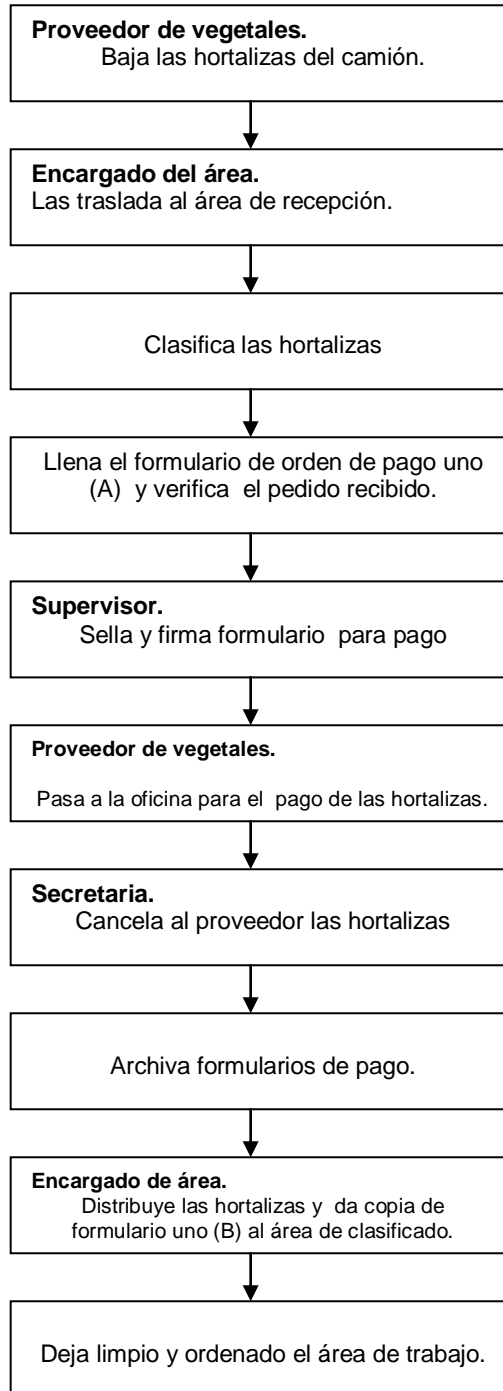 Proveedor de vegetales.
Baja las hortalizas del camión.
Encargado del área.
Las traslada al área de recepción.
Clasifica las hortalizas
Llena el formulario de orden de pago uno
(A) y verifica el pedido recibido.
Supervisor.
Sella y firma formulario para pago
Proveedor de vegetales.
Pasa a la oficina para el pago de las hortalizas.
Secretaria.
Cancela al proveedor las hortalizas
Archiva formularios de pago.
Encargado de área.
Distribuye las hortalizas y da copia de
formulario uno (B) al área de clasificado.
Deja limpio y ordenado el área de trabajo.